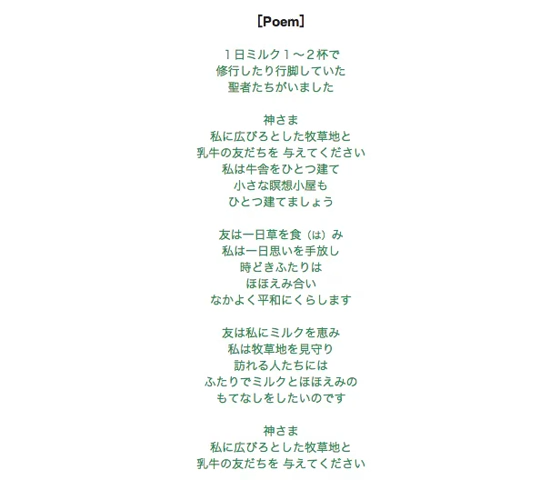 [Poem]
1日ミルク1～2杯で
修行したり行脚していた
聖者たちがいました
神さま
私に広びろとした牧草地と
乳牛の友だちを 与えてください
私は牛舎をひとつ建て
小さな瞑想小屋も
ひとつ建てましょう
友は一日草を食（は）み
私は一日思いを手放し
時どきふたりは
ほほえみ合い
なかよく平和にくらします
友は私にミルクを恵み
私は牧草地を見守り
訪れる人たちには
ふたりでミルクとほほえみの
もてなしをしたいのです
神さま
私に広びろとした牧草地と
乳牛の友だちを 与えてください